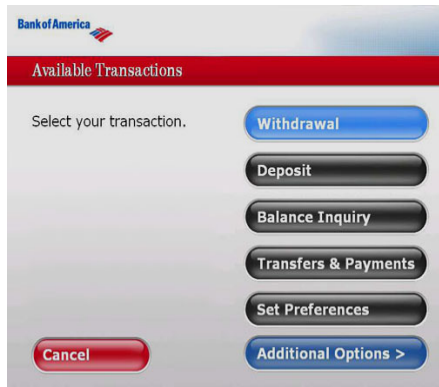 Bank of America
Available Transactions
Select your transaction.
Withdrawal
Deposit
Balance Inquiry
Transfers & Payments
Set Preferences
Cancel
Additional Options >